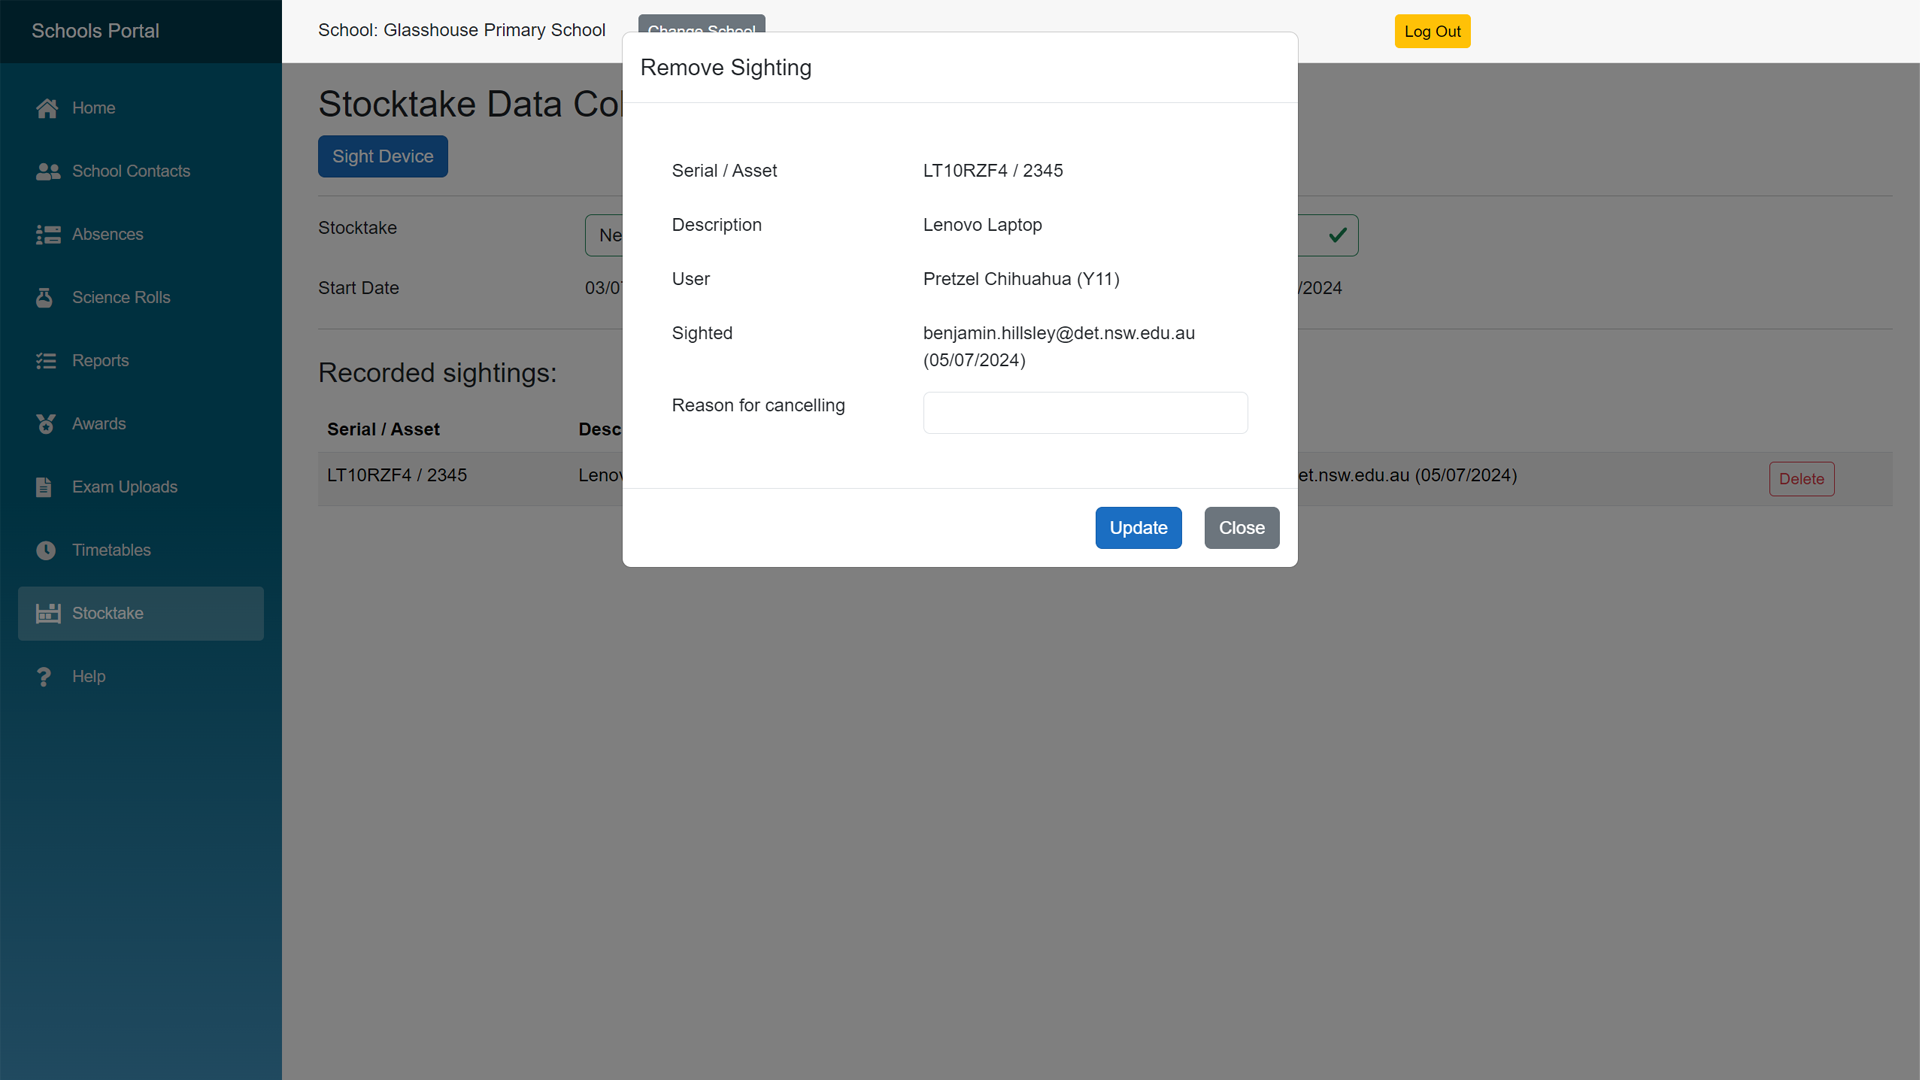 Schools Portal
School: Glasshouse Primary School
Change School
Log Out
Home
School Contacts
Absences
Science Rolls
Reports
Awards
Exam Uploads
Timetables
Stocktake
Help
Stocktake Data Col
Sight Device
Stocktake
Ne
Start Date
03/0
/2024
Recorded sightings:
Serial / Asset
Desc
LT10RZF4 / 2345
Leno
et.nsw.edu.au (05/07/2024)
Delete
Remove Sighting
Serial / Asset
LT10RZF4 / 2345
Description
Lenovo Laptop
User
Pretzel Chihuahua (Y11)
Sighted
benjamin.hillsley@det.nsw.edu.au
(05/07/2024)
Reason for cancelling
Update
Close